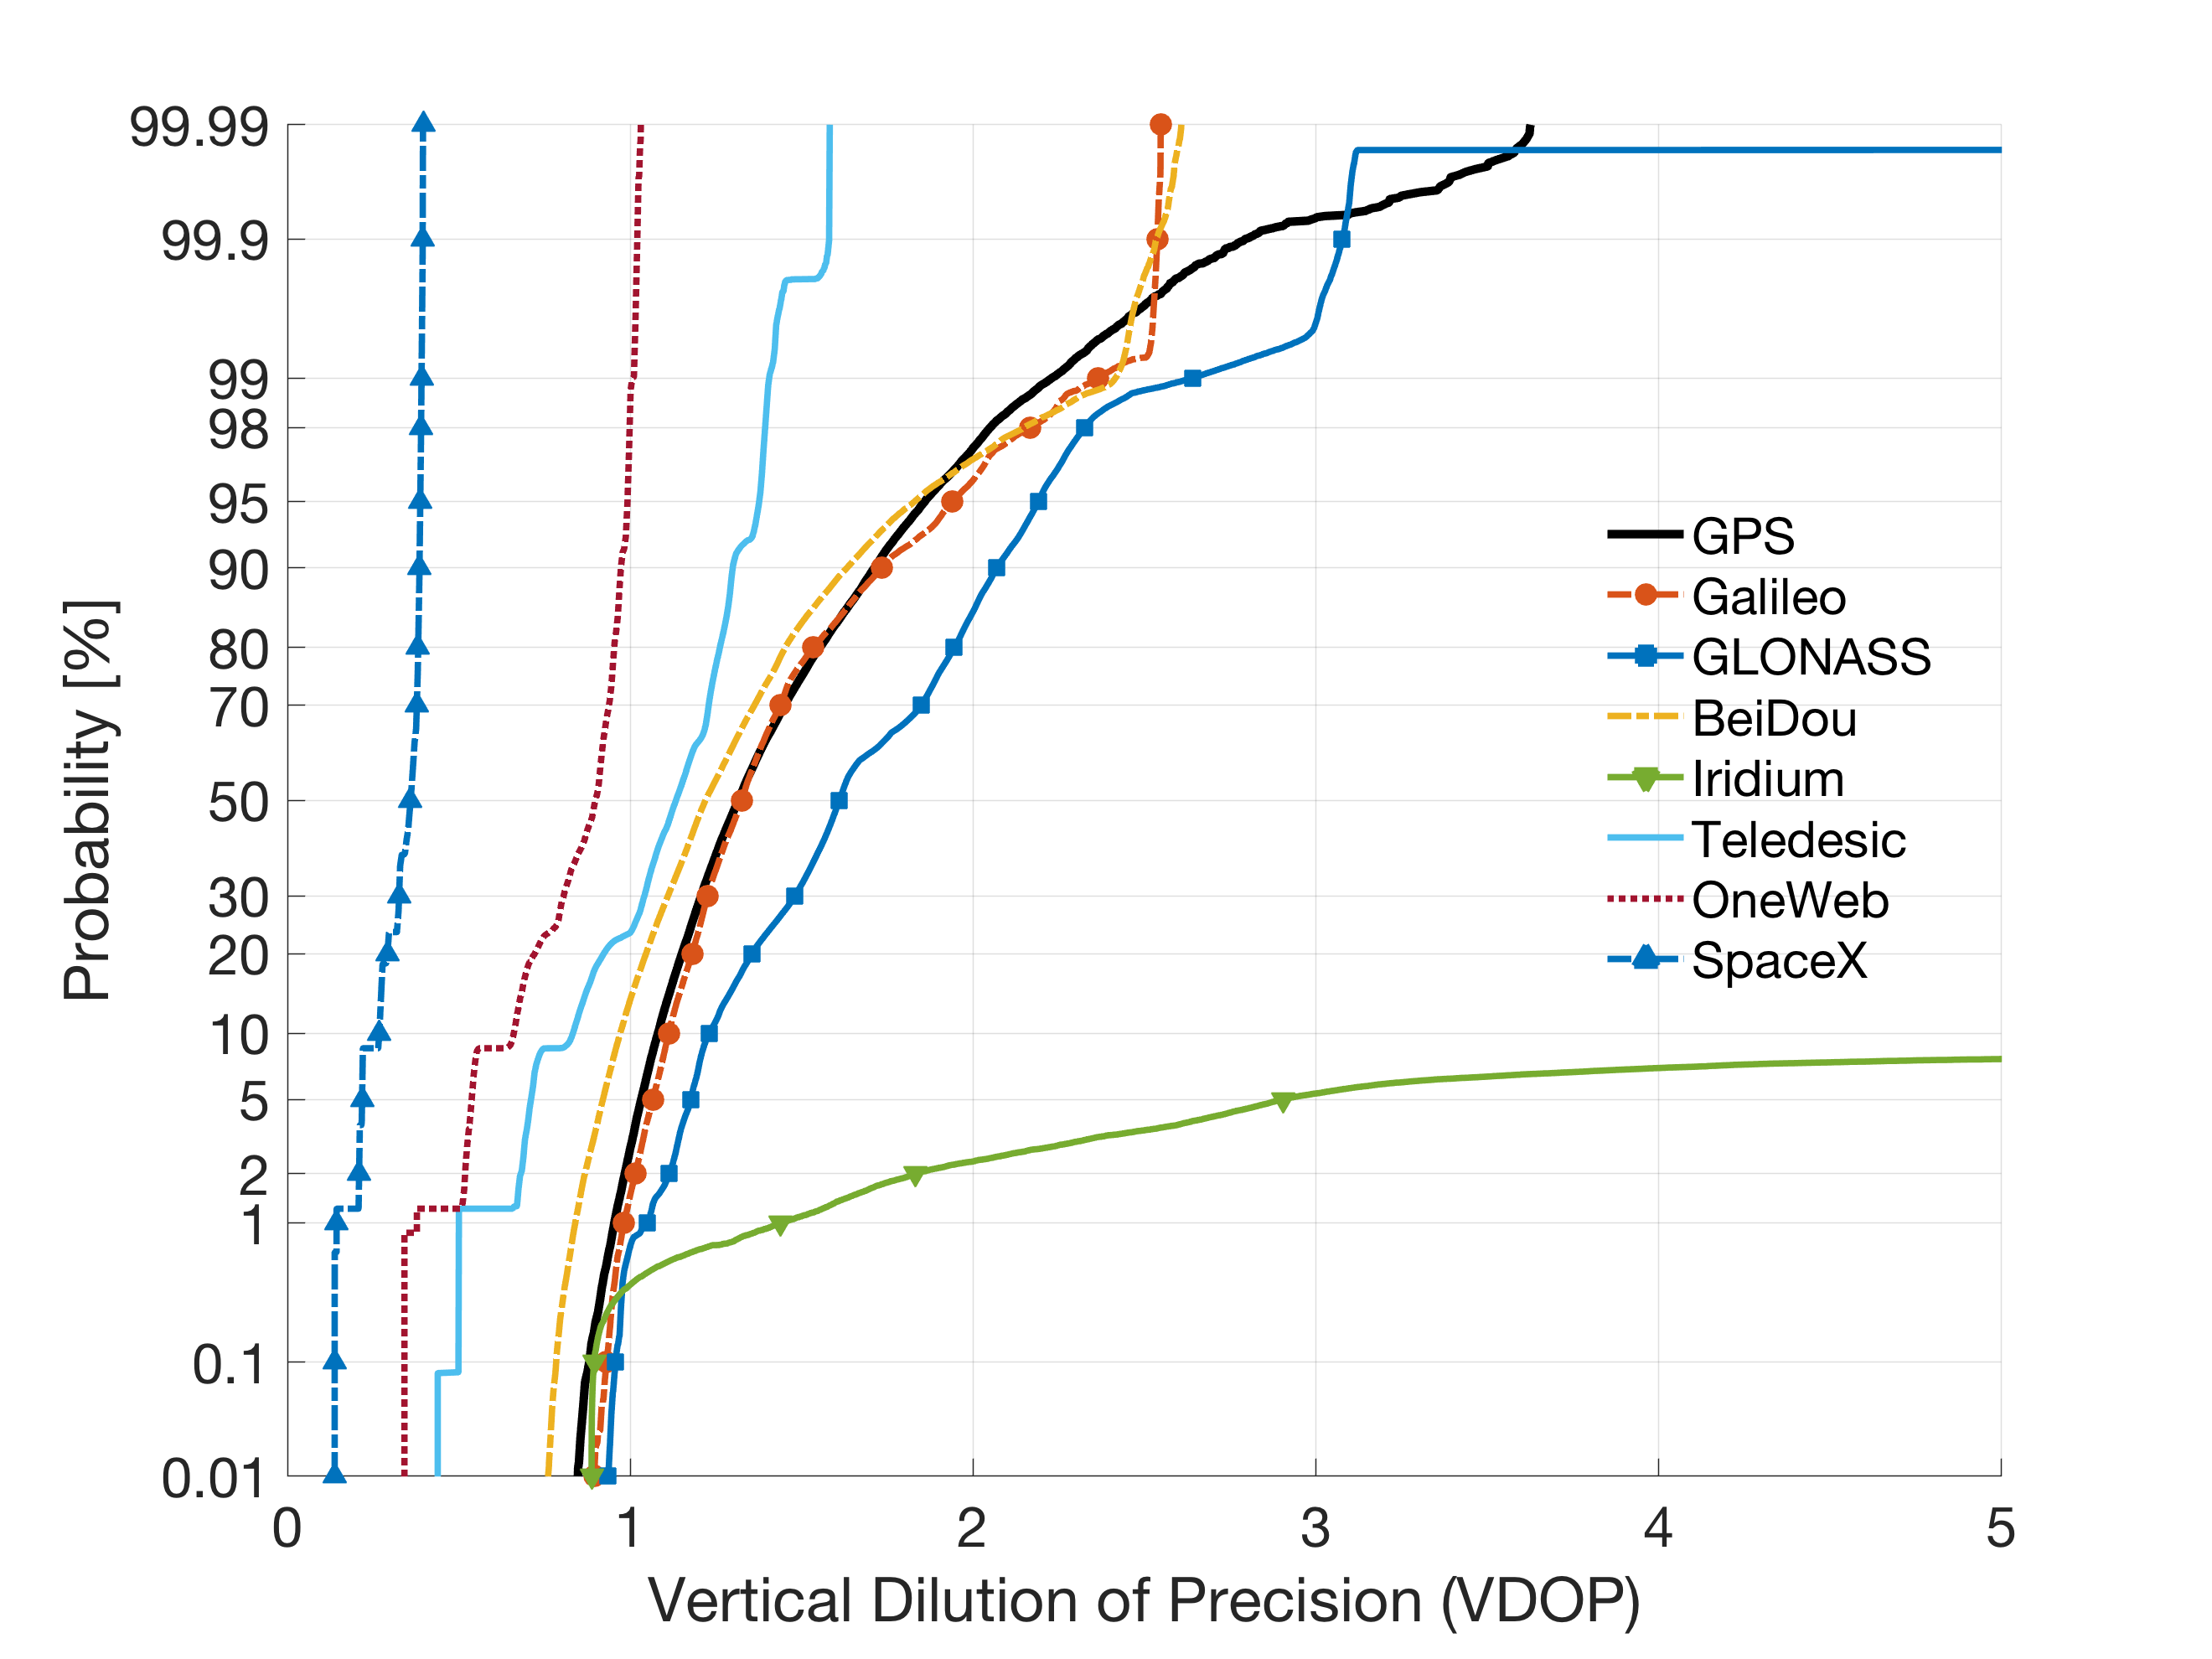 99.99
99.9
99
98
95
90
80
70
50
30
20
10
5
2
1
0.1
0.01
Probability [%]
GPS
Galileo
GLONASS
BeiDou
Iridium
Teledesic
OneWeb
SpaceX
0 1 2 3 4 5
Vertical Dilution of Precision (VDOP)